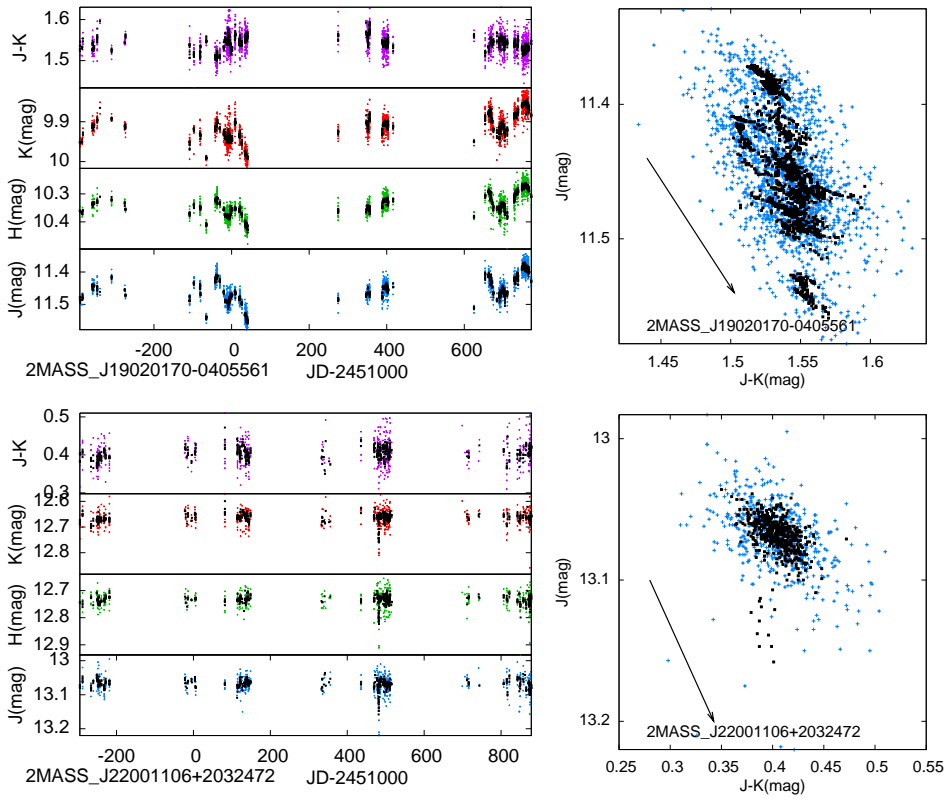 J-K
1.6
1.5
K(mag)
9.9
10
H(mag)
10.3
10.4
J(mag)
11.4
11.5
-200 0 200 400 600
2MASS_J19020170-0405561 JD-2451000
J(mag)
11.4
11.5
2MASS_J19020170-0405561
1.45 1.5 1.55 1.6
J-K(mag)
J-K
0.5
0.4
0.3
K(mag)
12.6
12.7
12.8
H(mag)
12.7
12.8
12.9
J(mag)
13
13.1
13.2
-200 0 200 400 600 800
2MASS_J22001106+2032472 JD-2451000
J(mag)
13
13.1
13.2
2MASS_J22001106+2032472
0.25 0.3 0.35 0.4 0.45 0.5 0.55
J-K(mag)